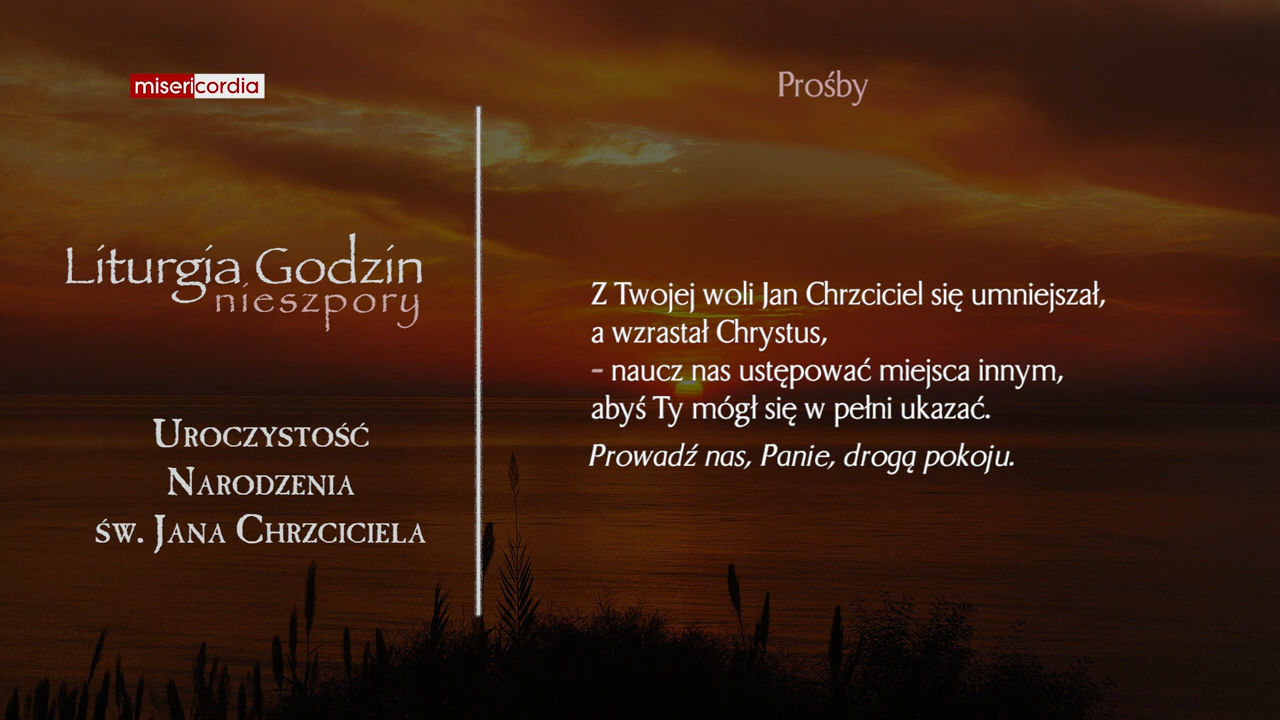 misericordia
Liturgia Godzin
nieszpory
Uroczystość
Narodzenia
św. Jana Chrzciciela
Prośby
Z Twojej woli Jan Chrzciciel się umniejszał,
a wzrastał Chrystus,
- naucz nas ustępować miejsca innym,
abyś Ty mógł się w pełni ukazać.
Prowadź nas, Panie, drogą pokoju.